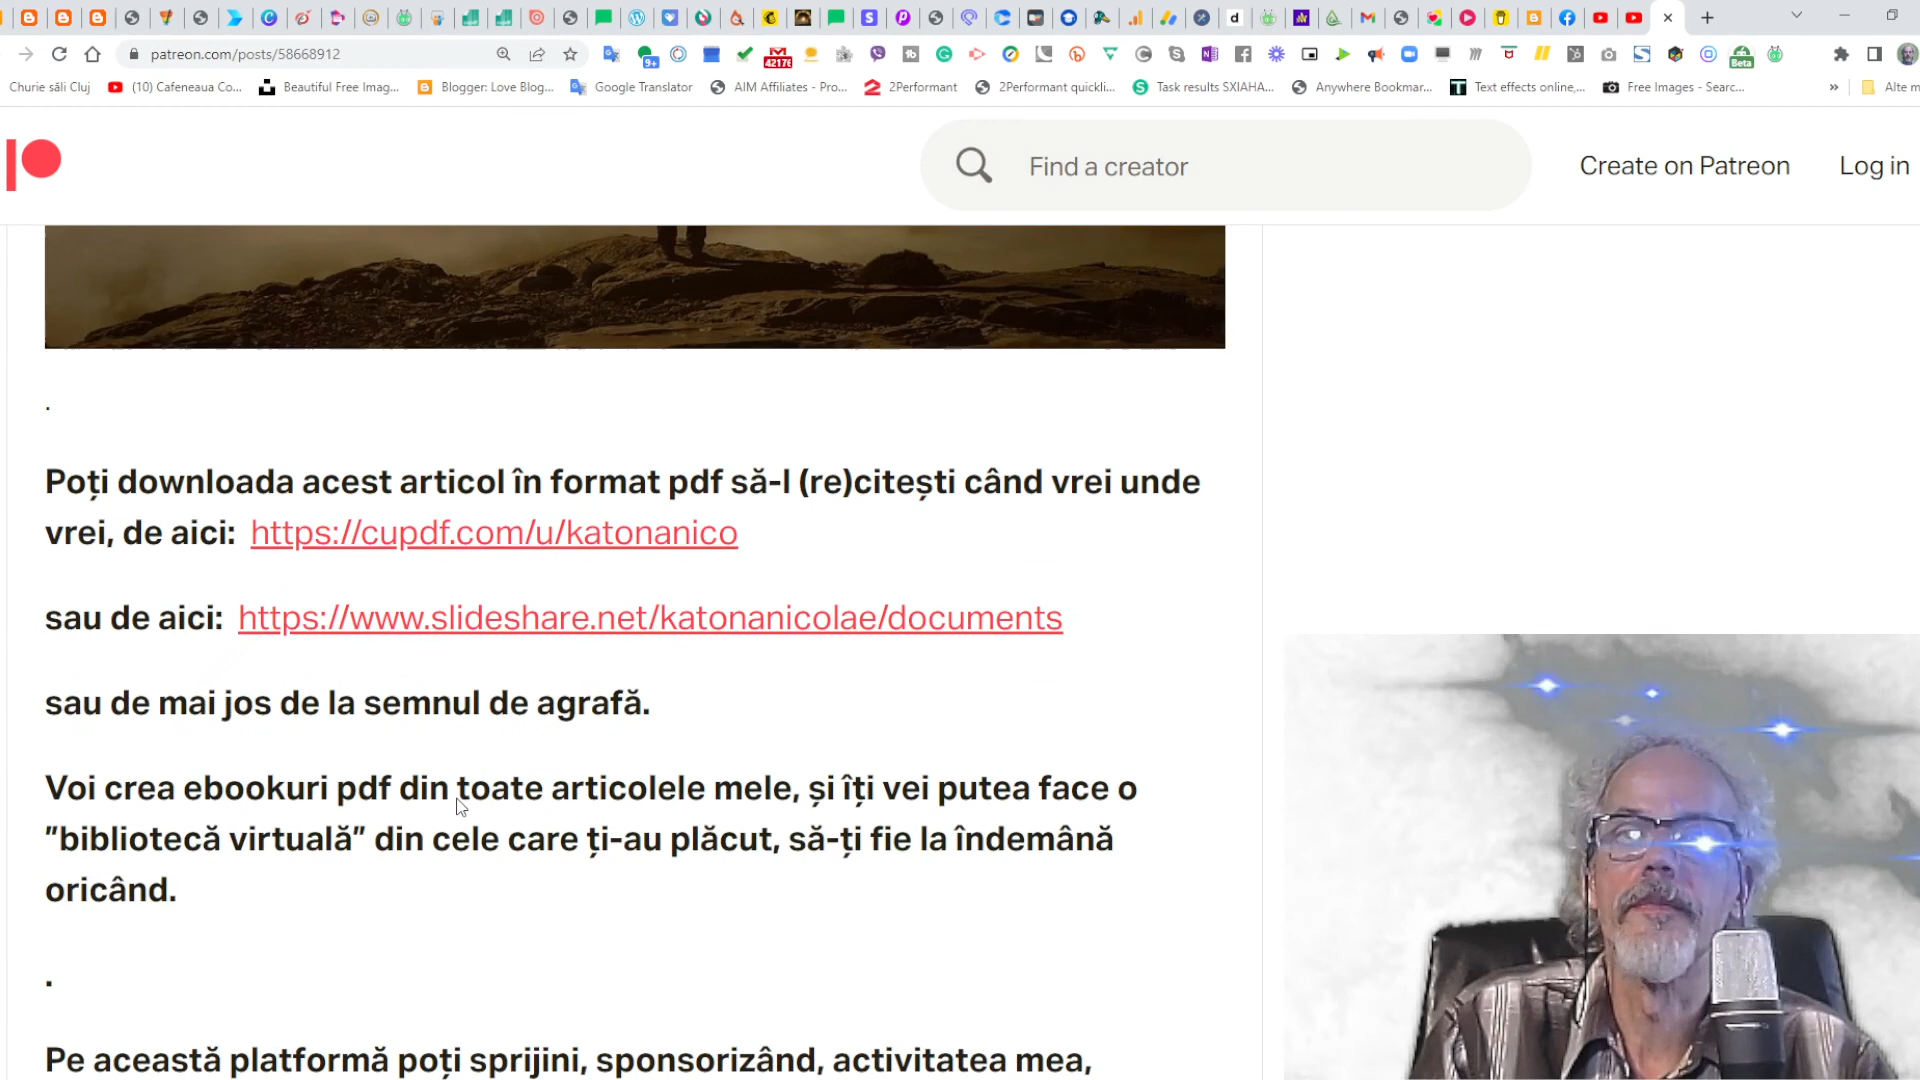 patreon.com/posts/58668912
9+
42176
Beta
Churie săli Cluj
(10) Cafeneaua Co...
Beautiful Free Imag...
Blogger: Love Blog...
Google Translator
AIM Affiliates - Pro...
2Performant
2Performant quickli...
Task results SXIAHA...
Anywhere Bookmar...
Text effects online,...
Free Images - Searc...
»
Alte m
Find a creator
Create on Patreon
Log in
.
Poți downloada acest articol în format pdf să-l (re)citești când vrei unde
vrei, de aici: https://cupdf.com/u/katonanico
sau de aici: https://www.slideshare.net/katonanicolae/documents
sau de mai jos de la semnul de agrafă.
Voi crea ebookuri pdf din toate articolele mele, și îți vei putea face o
"bibliotecă virtuală" din cele care ți-au plăcut, să-ți fie la îndemână
oricând.
.
Pe această platformă poți sprijini, sponsorizând, activitatea mea,